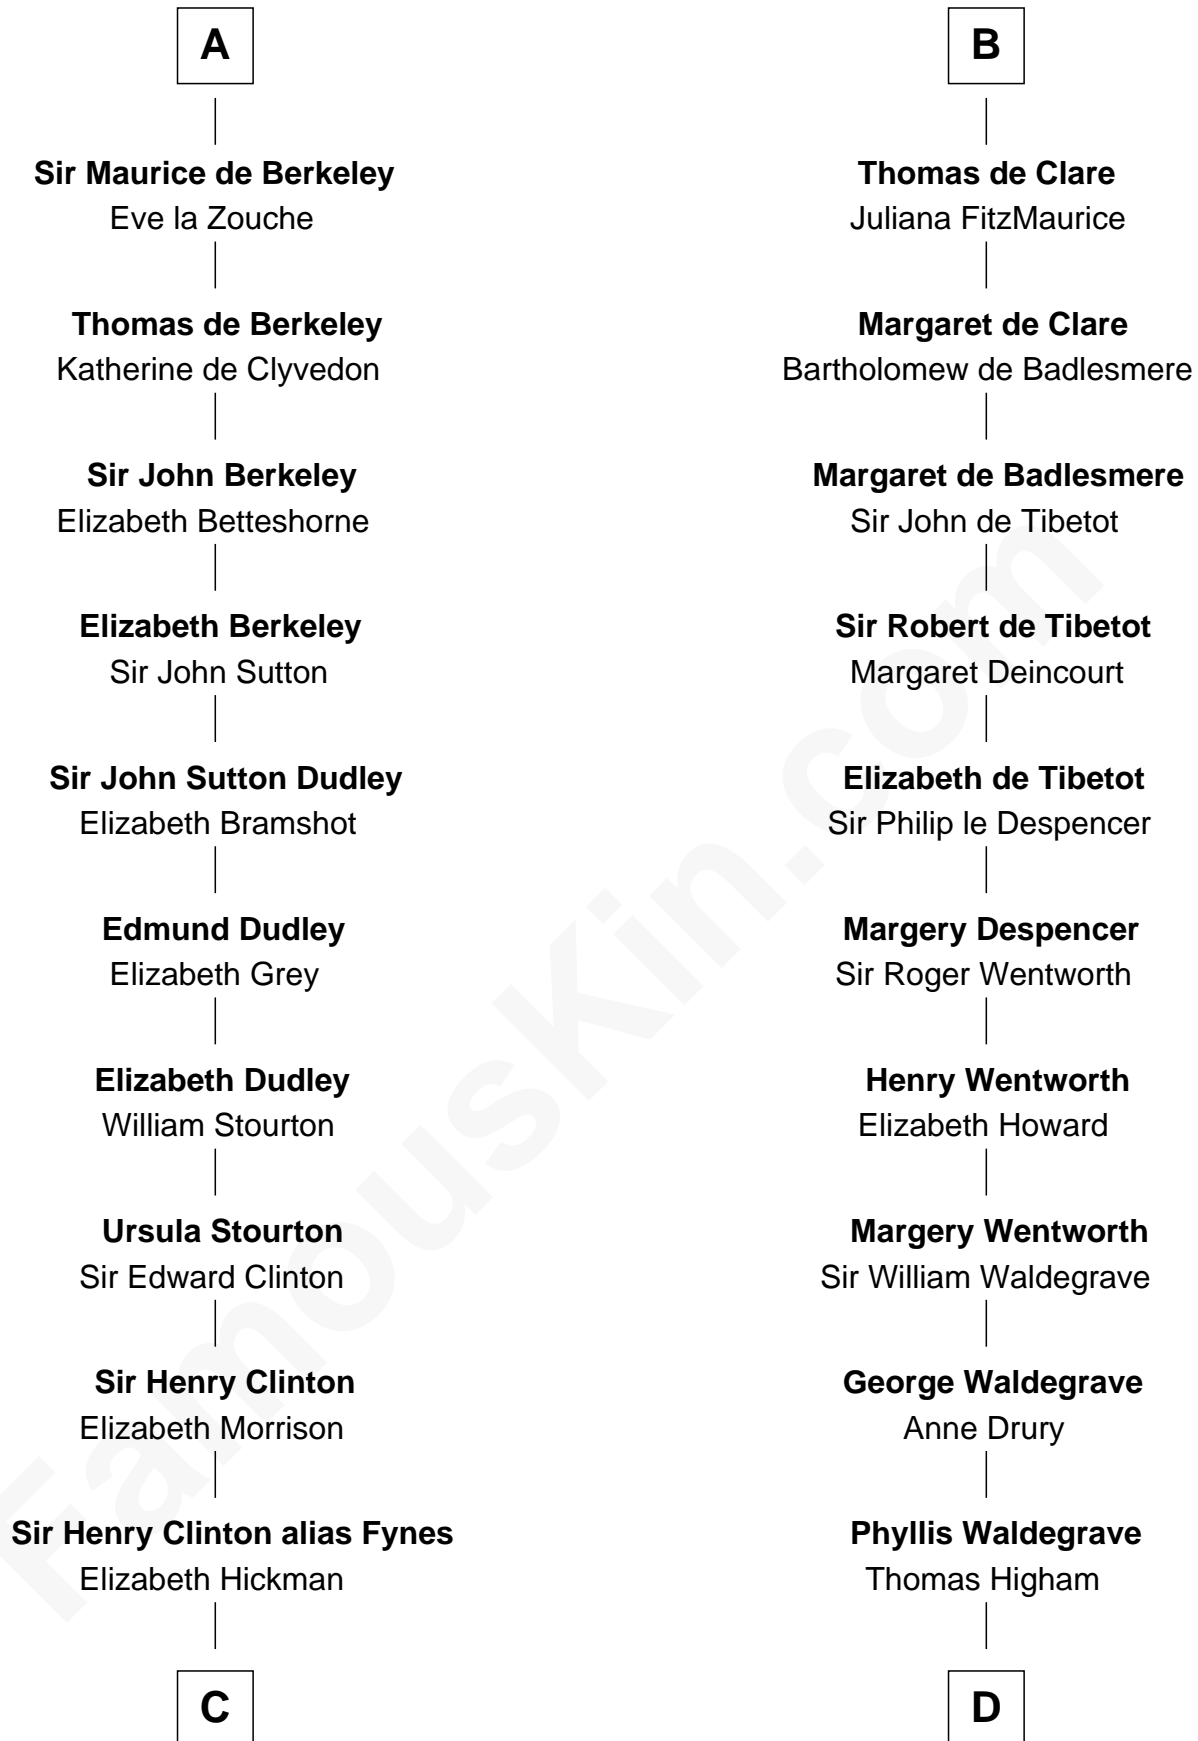 A
Sir Maurice de Berkeley
Eve la Zouche
Thomas de Berkeley
Katherine de Clyvedon
Sir John Berkeley
Elizabeth Betteshorne
Elizabeth Berkeley
Sir John Sutton
Sir John Sutton Dudley
Elizabeth Bramshot
Edmund Dudley
Elizabeth Grey
Elizabeth Dudley
William Stourton
Ursula Stourton
Sir Edward Clinton
Sir Henry Clinton
Elizabeth Morrison
Sir Henry Clinton alias Fynes
Elizabeth Hickman
C
B
Thomas de Clare
Juliana FitzMaurice
Margaret de Clare
Bartholomew de Badlesmere
Margaret de Badlesmere
Sir John de Tibetot
Sir Robert de Tibetot
Margaret Deincourt
Elizabeth de Tibetot
Sir Philip le Despencer
Margery Despencer
Sir Roger Wentworth
Henry Wentworth
Elizabeth Howard
Margery Wentworth
Sir William Waldegrave
George Waldegrave
Anne Drury
Phyllis Waldegrave
Thomas Higham
D
FamousKin.com